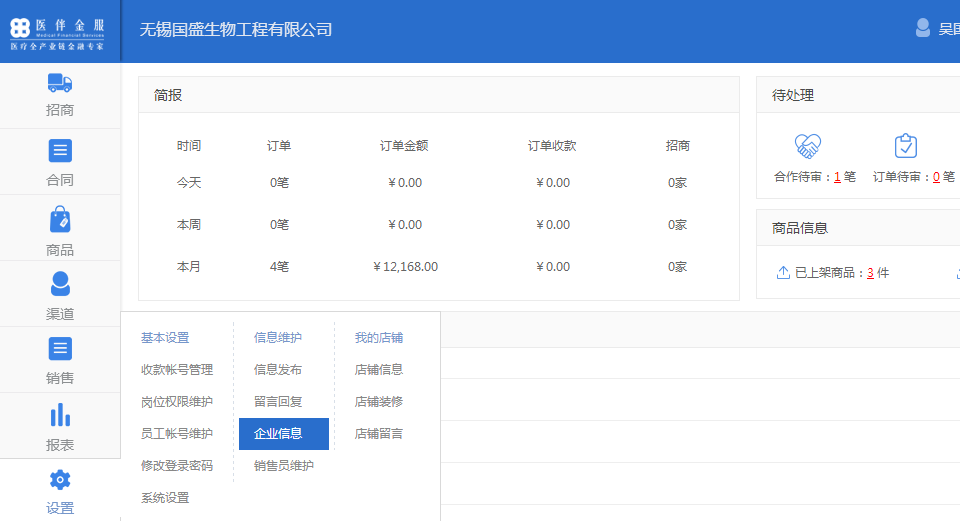 医伴金服
Medical Financial Services
医疗全产业链金融专家
无锡国盛生物工程有限公司
吴国
招商
合同
商品
渠道
销售
报表
设置
简报
时间 订单 订单金额 订单收款 招商
今天 0笔 ￥0.00 ￥0.00 0家
本周 0笔 ￥0.00 ￥0.00 0家
本月 4笔 ￥12,168.00 ￥0.00 0家
待处理
合作待审：1 笔 订单待审：0 笔
商品信息
已上架商品：3 件
基本设置 信息维护 我的店铺
收款帐号管理 信息发布 店铺信息
岗位权限维护 留言回复 店铺装修
员工帐号维护 企业信息 店铺留言
修改登录密码 销售员维护
系统设置